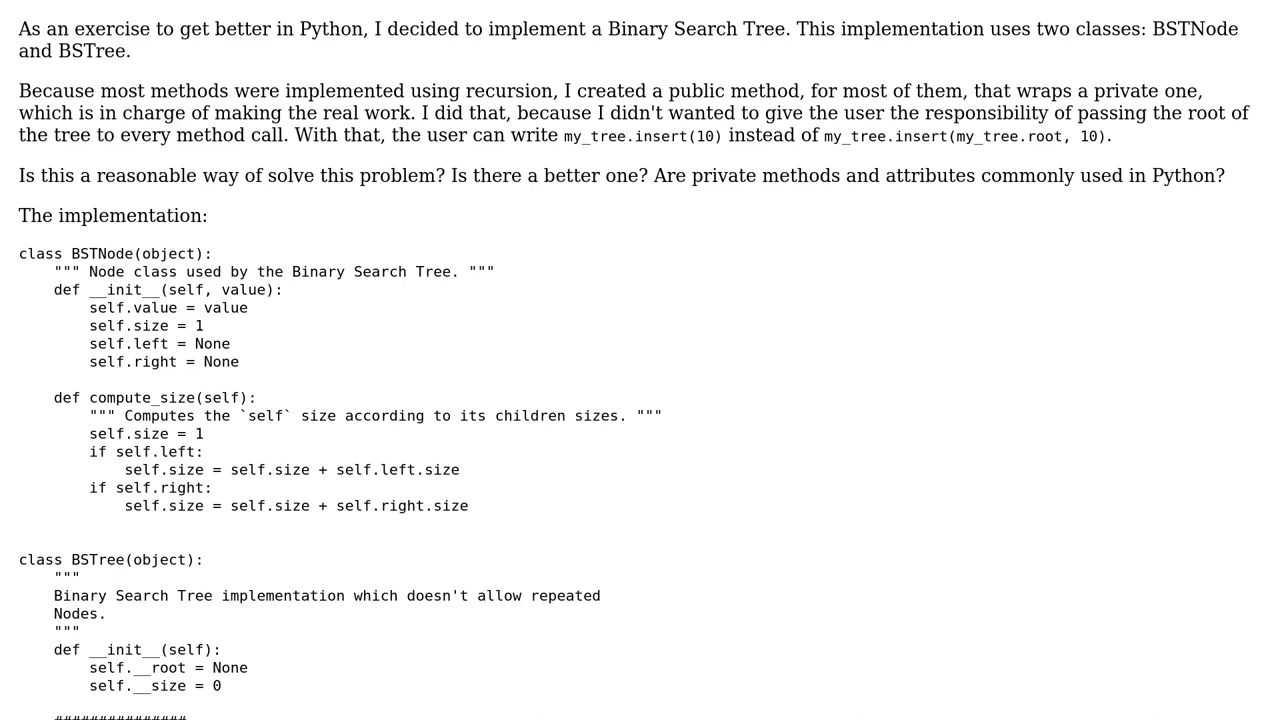 As an exercise to get better in Python, I decided to implement a Binary Search Tree. This implementation uses two classes: BSTNode
and BSTree.
Because most methods were implemented using recursion, I created a public method, for most of them, that wraps a private one,
which is in charge of making the real work. I did that, because I didn't wanted to give the user the responsibility of passing the root of
the tree to every method call. With that, the user can write my_tree.insert(10) instead of my_tree.insert(my_tree.root, 10).
Is this a reasonable way of solve this problem? Is there a better one? Are private methods and attributes commonly used in Python?
The implementation:
class BSTNode(object):
    """ Node class used by the Binary Search Tree. """
    def __init__(self, value):
        self.value = value
        self.size = 1
        self.left = None
        self.right = None
    def compute_size(self):
        """ Computes the `self` size according to its children sizes. """
        self.size = 1
        if self.left:
            self.size = self.size + self.left.size
        if self.right:
            self.size = self.size + self.right.size
class BSTree(object):
    """
    Binary Search Tree implementation which doesn't allow repeated
    Nodes.
    """
    def __init__(self):
        self.__root = None
        self.__size = 0
    ###############